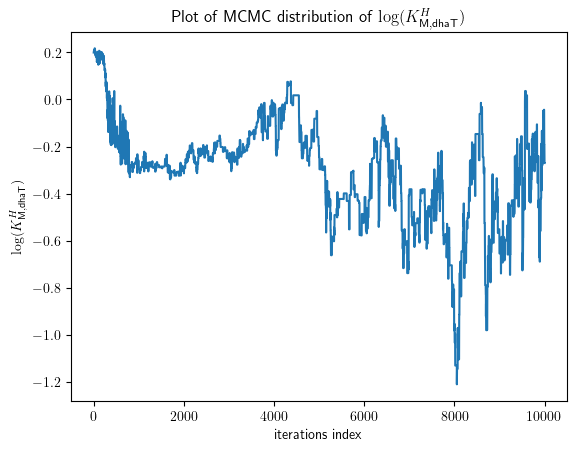 Plot of MCMC distribution of log(K^H_M,dhaT)
log(K^H_M,dhaT)
0.2
0.0
−0.2
−0.4
−0.6
−0.8
−1.0
−1.2
0 2000 4000 6000 8000 10000
iterations index